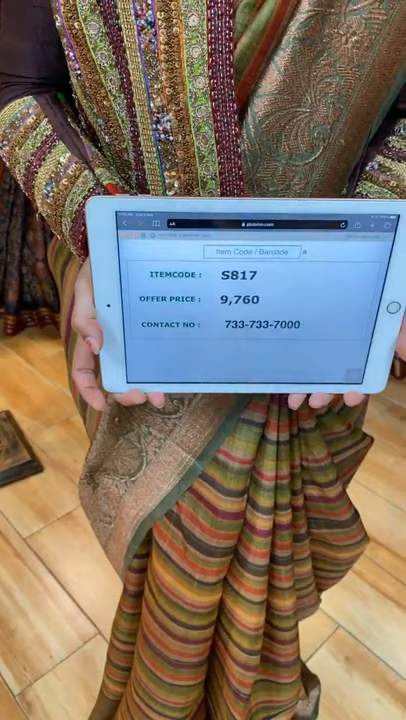 Item Code / Barcode
ITEMCODE : S817
OFFER PRICE : 9,760
CONTACT NO : 733-733-7000